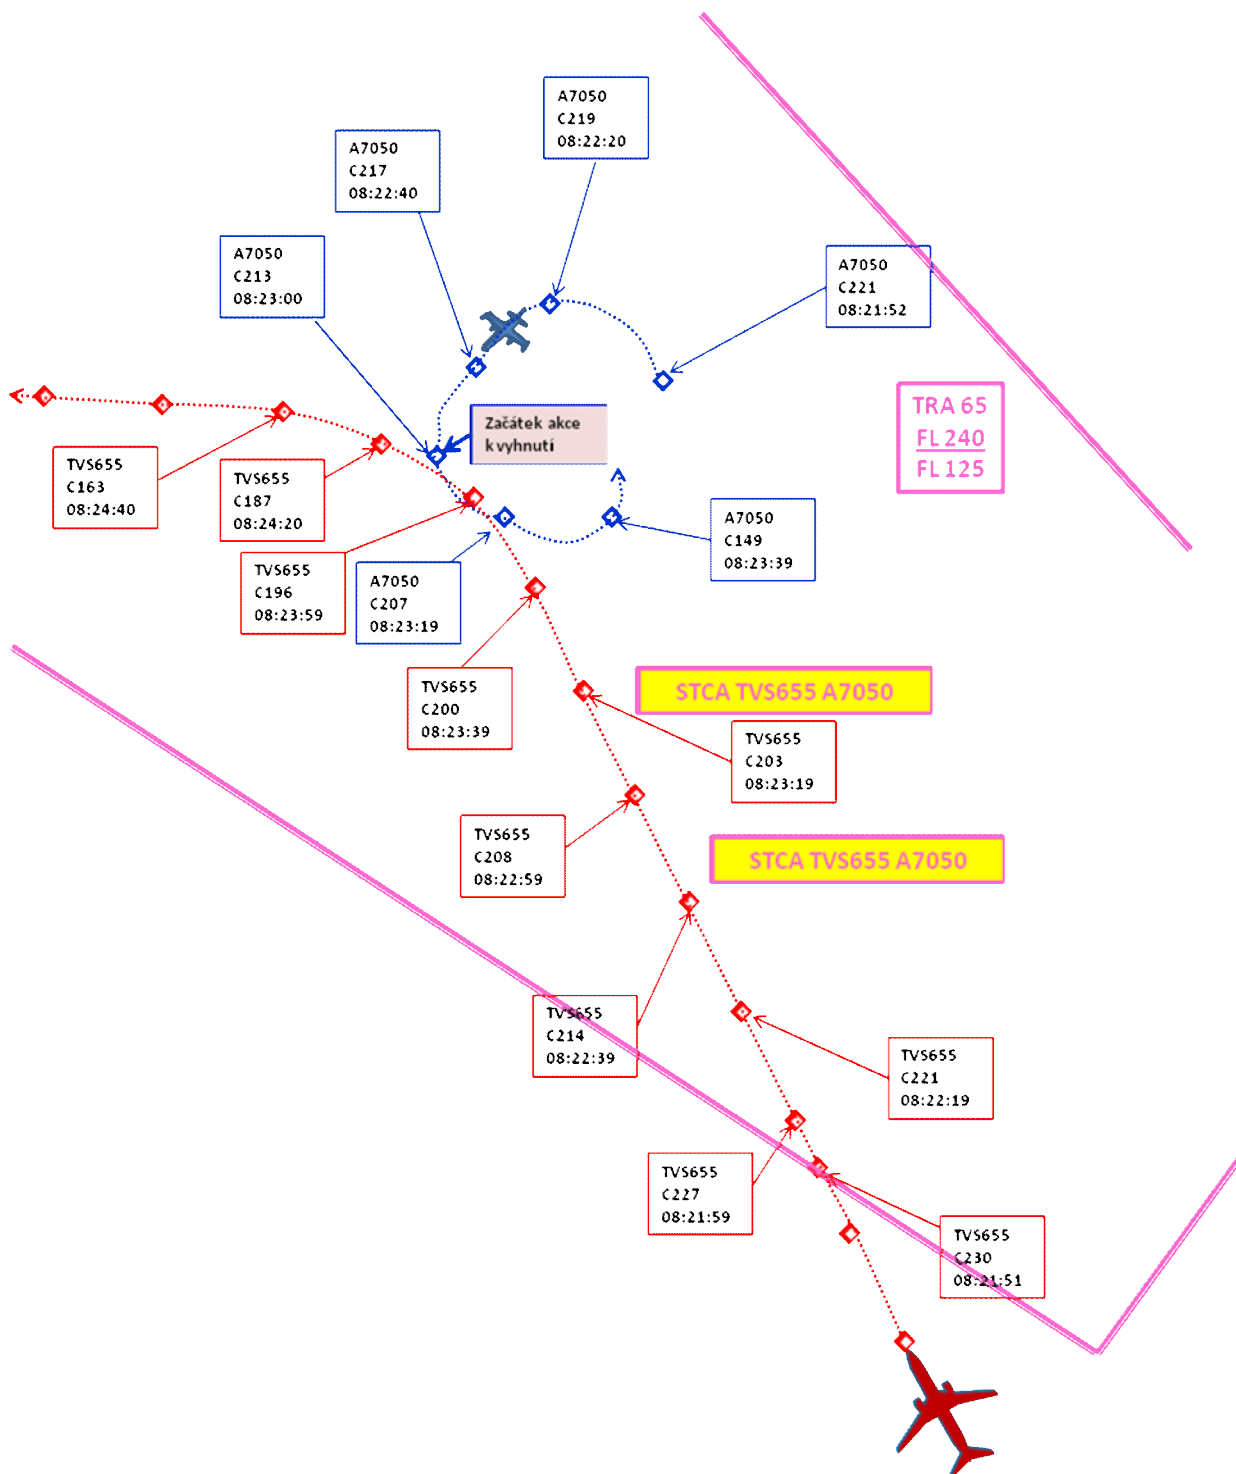 A7050
C219
08:22:20
A7050
C217
08:22:40
A7050
C213
08:23:00
A7050
C221
08:21:52
TRA 65
FL 240
FL 125
Začátek akce
k vyhnutí
TVS655
C163
08:24:40
TVS655
C187
08:24:20
A7050
C149
08:23:39
TVS655
C196
08:23:59
A7050
C207
08:23:19
TVS655
C200
08:23:39
STCA TVS655 A7050
TVS655
C203
08:23:19
TVS655
C208
08:22:59
STCA TVS655 A7050
TVS655
C214
08:22:39
TVS655
C221
08:22:19
TVS655
C227
08:21:59
TVS655
C230
08:21:51